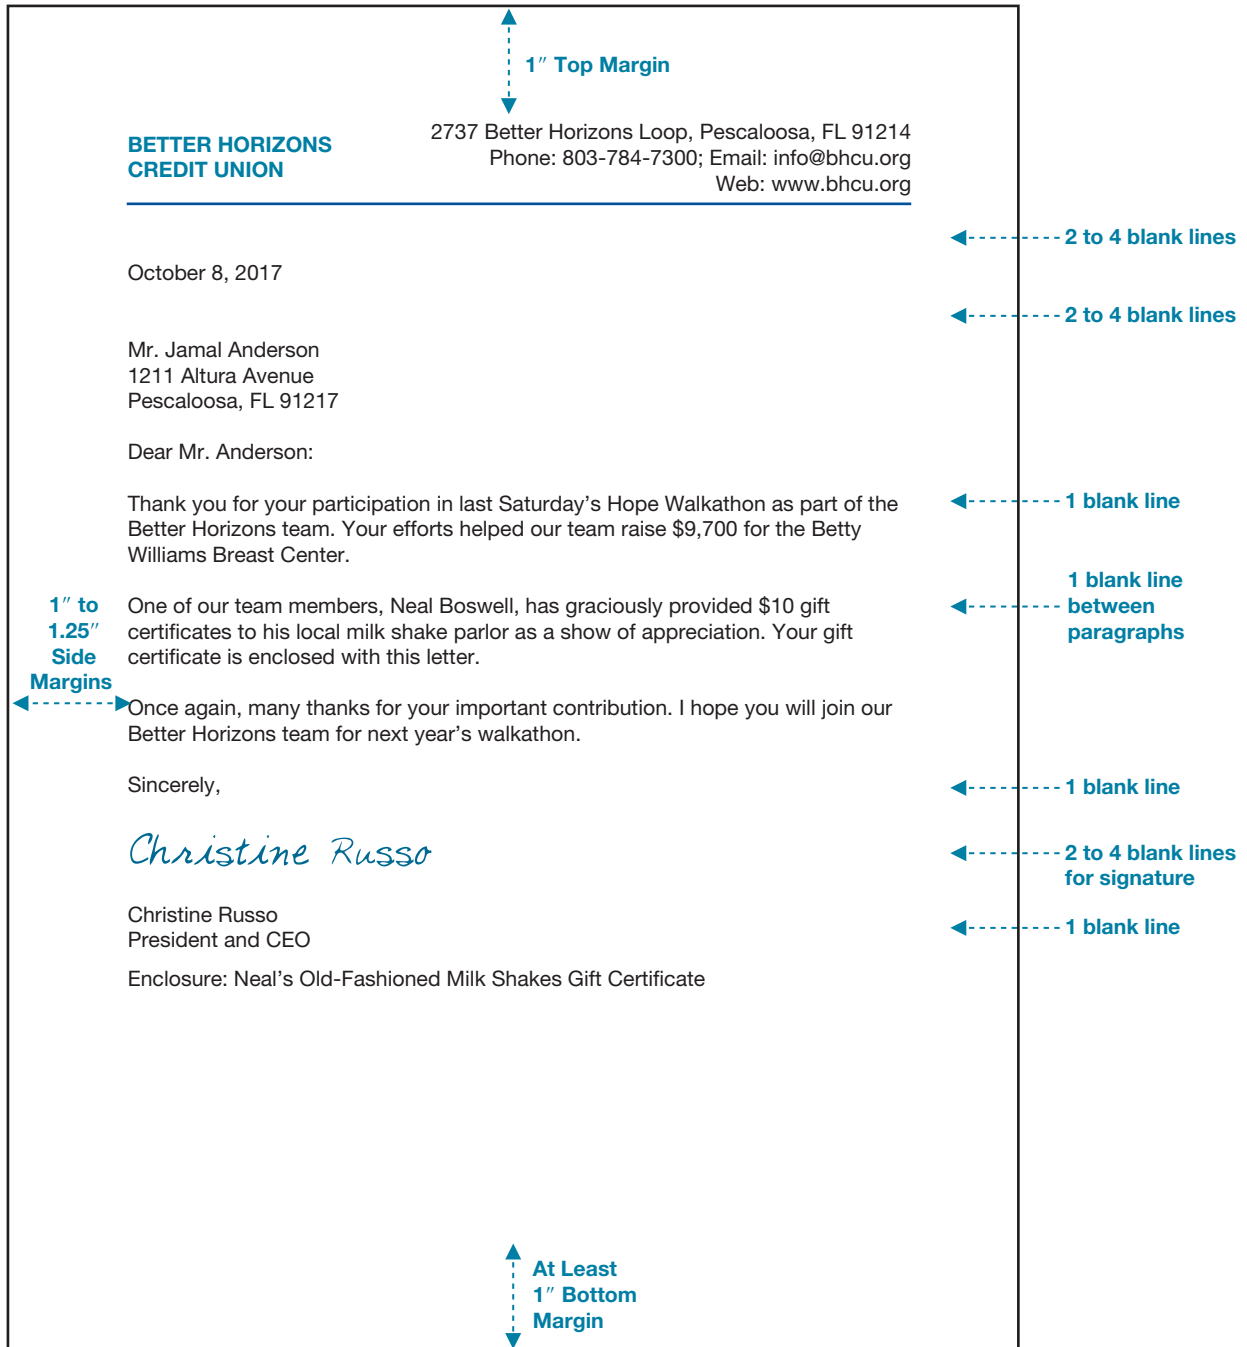 1″ Top Margin
BETTER HORIZONS
CREDIT UNION
2737 Better Horizons Loop, Pescaloosa, FL 91214
Phone: 803-784-7300; Email: info@bhcu.org
Web: www.bhcu.org
2 to 4 blank lines
October 8, 2017
2 to 4 blank lines
Mr. Jamal Anderson
1211 Altura Avenue
Pescaloosa, FL 91217
Dear Mr. Anderson:
Thank you for your participation in last Saturday’s Hope Walkathon as part of the
Better Horizons team. Your efforts helped our team raise $9,700 for the Betty
Williams Breast Center.
1 blank line
One of our team members, Neal Boswell, has graciously provided $10 gift
certificates to his local milk shake parlor as a show of appreciation. Your gift
certificate is enclosed with this letter.
1 blank line
between
paragraphs
1″ to
1.25″
Side
Margins
Once again, many thanks for your important contribution. I hope you will join our
Better Horizons team for next year’s walkathon.
Sincerely,
1 blank line
Christine Russo
2 to 4 blank lines
for signature
Christine Russo
President and CEO
1 blank line
Enclosure: Neal’s Old-Fashioned Milk Shakes Gift Certificate
At Least
1″ Bottom
Margin